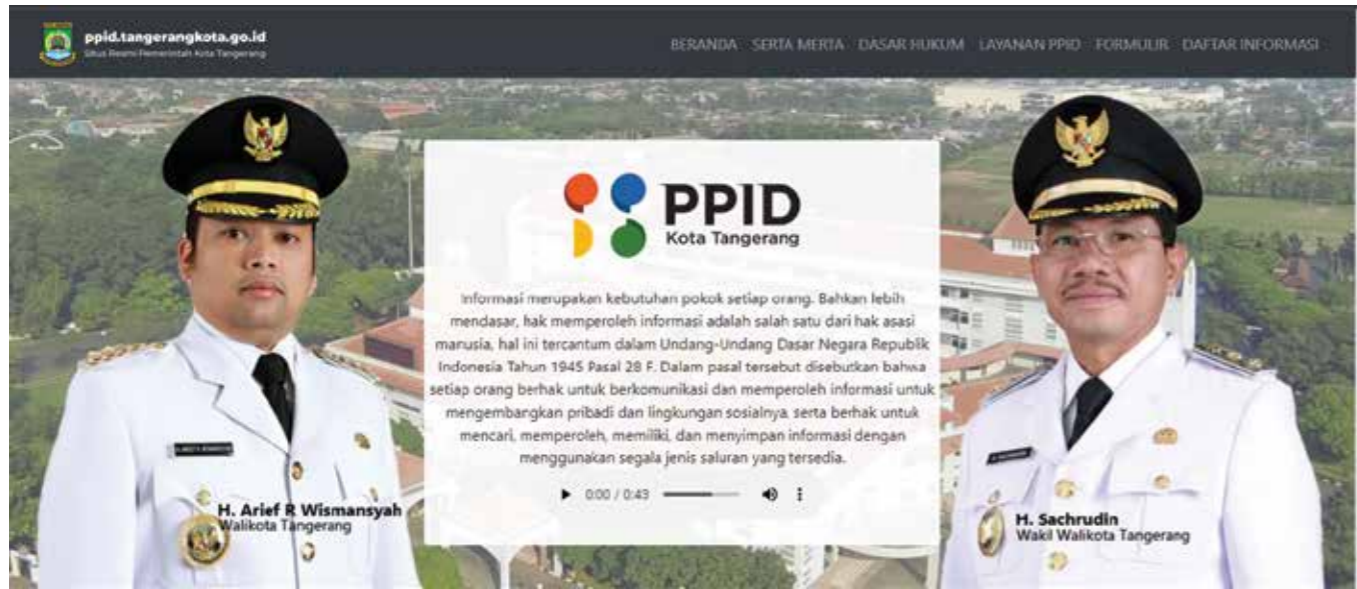 ppid.tangerangkota.go.id
Situs Resmi Pemerintah Kota Tangerang
BERANDA SERTA MERTA DASAR HUKUM LAYANAN PPID FORMULIR DAFTAR INFORMASI
PPID
Kota Tangerang
Informasi merupakan kebutuhan pokok setiap orang. Bahkan lebih
mendasar, hak memperoleh informasi adalah salah satu dari hak asasi
marusia, hal ini tercantum dalam Undang-Undang Dasar Negara Republik
Indonesia Tahun 1945 Pasal 28 F. Dalam pasal tersebut disebutkan bahwa
setiap orang berhak untuk berkomunikasi dan memperoleh informasi untuk
mengembangkan pribadi dan lingkungan sosialnya, serta berhak untuk
mencari, memperoleh, memiliki, dan menyimpan informasi dengan
menggunakan segala jenis saluran yang tersedia.
0:00 / 0:43
H. Arief R Wismansyah
Walikota Tangerang
H. Sachrudin
Wakil Walikota Tangerang